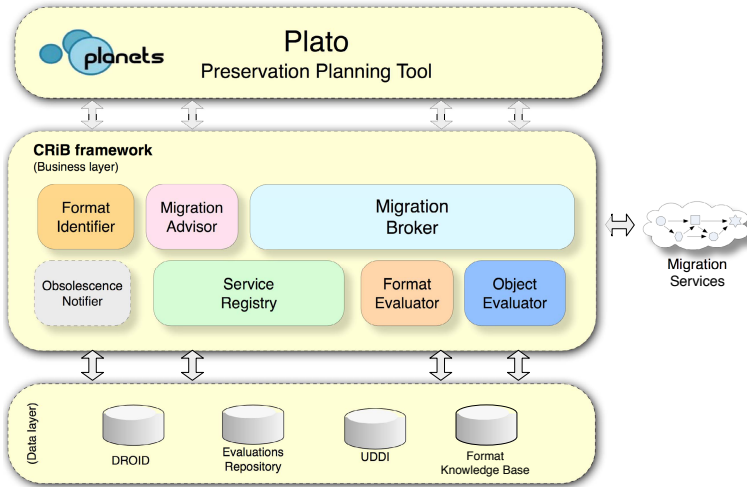 planets
Plato
Preservation Planning Tool
CRiB framework
(Business layer)
Format
Identifier
Migration
Advisor
Migration
Broker
Obsolescence
Notifier
Service
Registry
Format
Evaluator
Object
Evaluator
Migration
Services
(Data layer)
DROID
Evaluations
Repository
UDDI
Format
Knowledge Base